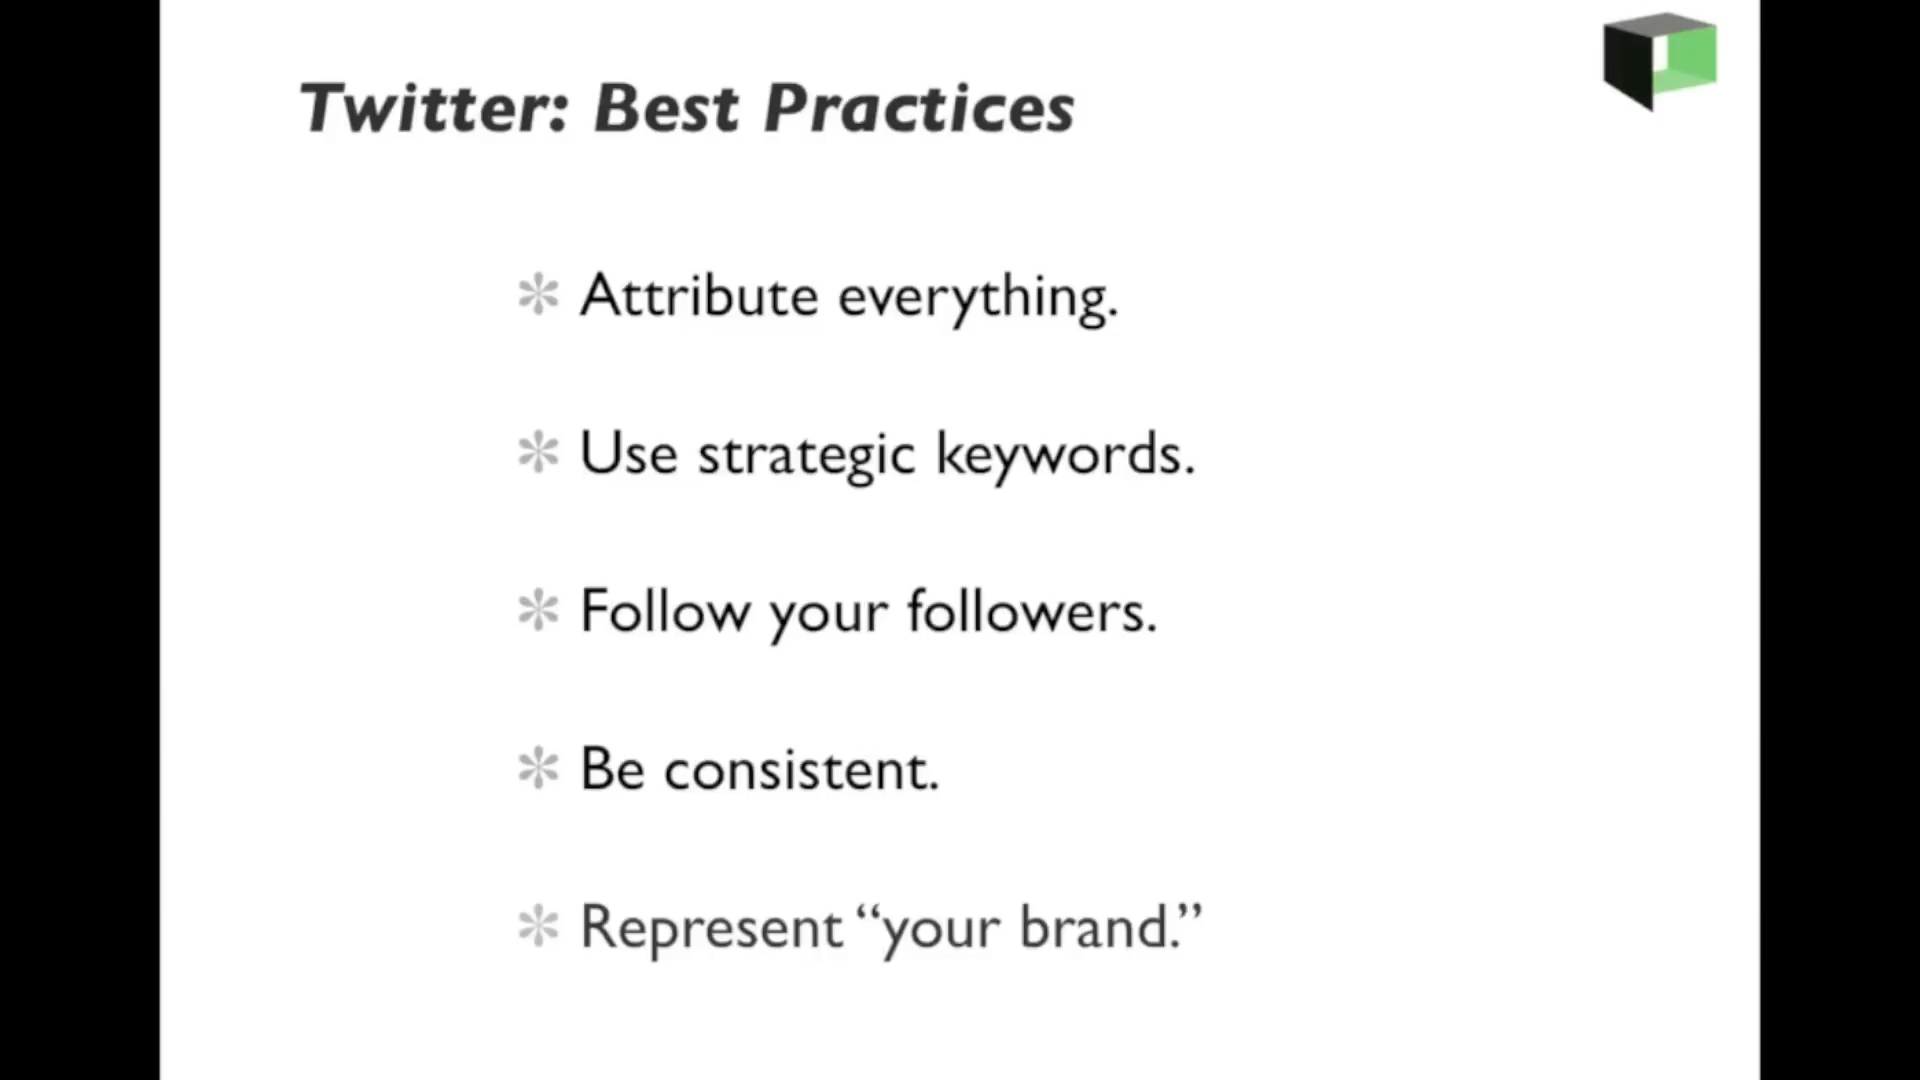 Twitter: Best Practices
Attribute everything.
Use strategic keywords.
Follow your followers.
Be consistent.
Represent “your brand.”